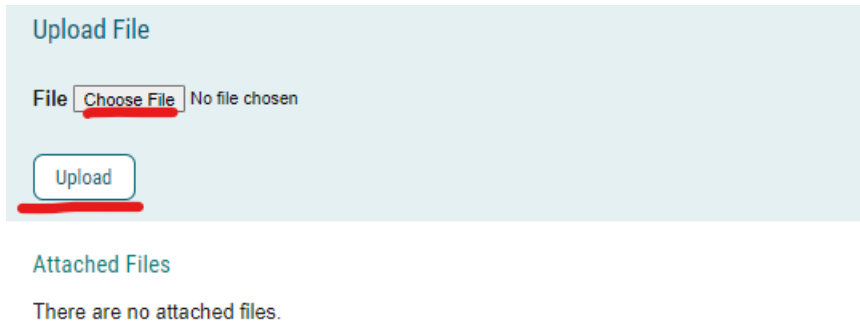 Upload File
File Choose File No file chosen
Upload
Attached Files
There are no attached files.